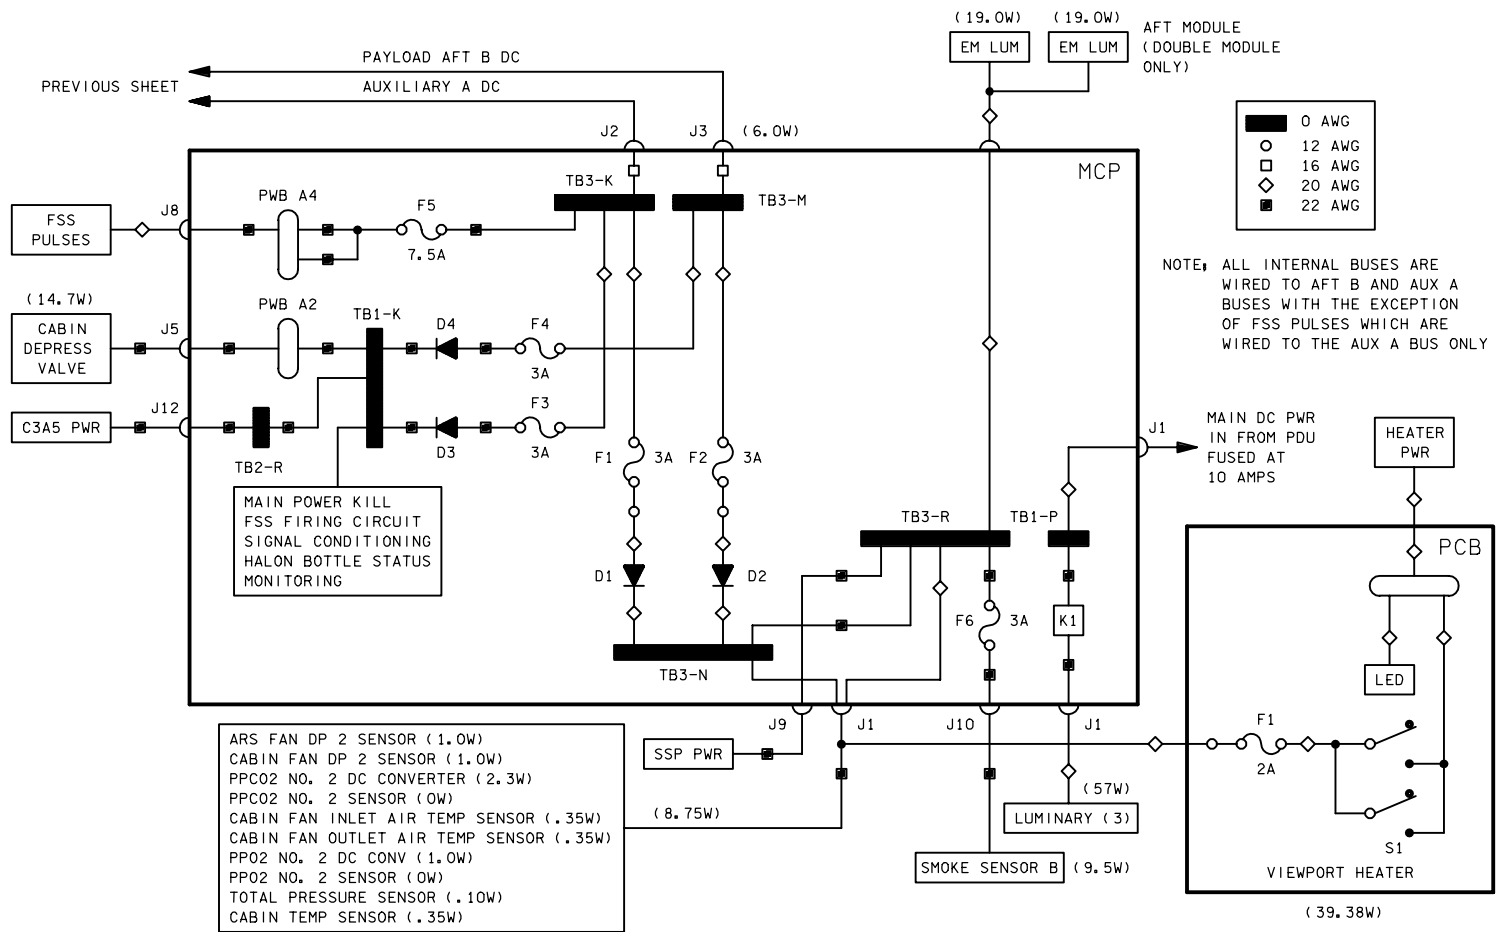 (19.0W)
(19.0W)
EM LUM
EM LUM
AFT MODULE
(DOUBLE MODULE
ONLY)
PAYLOAD AFT B DC
PREVIOUS SHEET
AUXILIARY A DC
J2
J3
(6.0W)
0 AWG
12 AWG
16 AWG
20 AWG
22 AWG
MCP
TB3-K
TB3-M
FSS
PULSES
J8
PWB A4
F5
7.5A
NOTE: ALL INTERNAL BUSES ARE
WIRED TO AFT B AND AUX A
BUSES WITH THE EXCEPTION
OF FSS PULSES WHICH ARE
WIRED TO THE AUX A BUS ONLY
(14.7W)
CABIN
DEPRESS
VALVE
J5
PWB A2
TB1-K
D4
F4
3A
C3A5 PWR
J12
TB2-R
D3
F3
3A
F1
3A
F2
3A
J1
MAIN DC PWR
IN FROM PDU
FUSED AT
10 AMPS
HEATER
PWR
MAIN POWER KILL
FSS FIRING CIRCUIT
SIGNAL CONDITIONING
HALON BOTTLE STATUS
MONITORING
TB3-R
TB1-P
PCB
D1
D2
F6
3A
K1
TB3-N
LED
J9
J1
J10
J1
F1
2A
SSP PWR
ARS FAN DP 2 SENSOR (1.0W)
CABIN FAN DP 2 SENSOR (1.0W)
PPCO2 NO. 2 DC CONVERTER (2.3W)
PPCO2 NO. 2 SENSOR (0W)
CABIN FAN INLET AIR TEMP SENSOR (.35W)
CABIN FAN OUTLET AIR TEMP SENSOR (.35W)
PPO2 NO. 2 DC CONV (1.0W)
PPO2 NO. 2 SENSOR (0W)
TOTAL PRESSURE SENSOR (.10W)
CABIN TEMP SENSOR (.35W)
(8.75W)
(57W)
LUMINARY (3)
SMOKE SENSOR B
(9.5W)
S1
VIEWPORT HEATER
(39.38W)